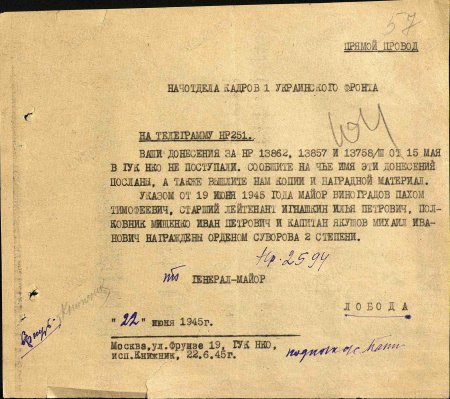 57
ПРЯМОЙ ПРОВОД
НАЧОТДЕЛА КАДРОВ 1 УКРАИНСКОГО ФРОНТА
НА ТЕЛЕГРАММУ НР251.
ВАШИ ДОНЕСЕНИЯ ЗА НР 13862, 13857 И 13758/Ш ОТ 15 МАЯ
В ГУК НКО НЕ ПОСТУПАЛИ. СООБЩИТЕ НА ЧЬЕ ИМЯ ЭТИ ДОНЕСЕНИЯ
ПОСЛАНЫ, А ТАКЖЕ ВЫШЛИТЕ НАМ КОПИИ И НАГРАДНОЙ МАТЕРИАЛ.
УКАЗОМ ОТ 19 ИЮНЯ 1945 ГОДА МАЙОР ВИНОГРАДОВ ПАХОМ
ТИМОФЕЕВИЧ, СТАРШИЙ ЛЕЙТЕНАНТ ИГНАШКИН ИЛЬЯ ПЕТРОВИЧ, ПОЛ-
КОВНИК МИЩЕНКО ИВАН ПЕТРОВИЧ И КАПИТАН ЯКУШОВ МИХАИЛ ИВА-
НОВИЧ НАГРАЖДЕНЫ ОРДЕНОМ СУВОРОВА 2 СТЕПЕНИ.
Нр. 2594
ГЕНЕРАЛ-МАЙОР
ЛОБОДА
"22" июня 1945г.
Москва, ул.Фрунзе 19, ГУК НКО,
исп.Книжник, 22.6.45г.